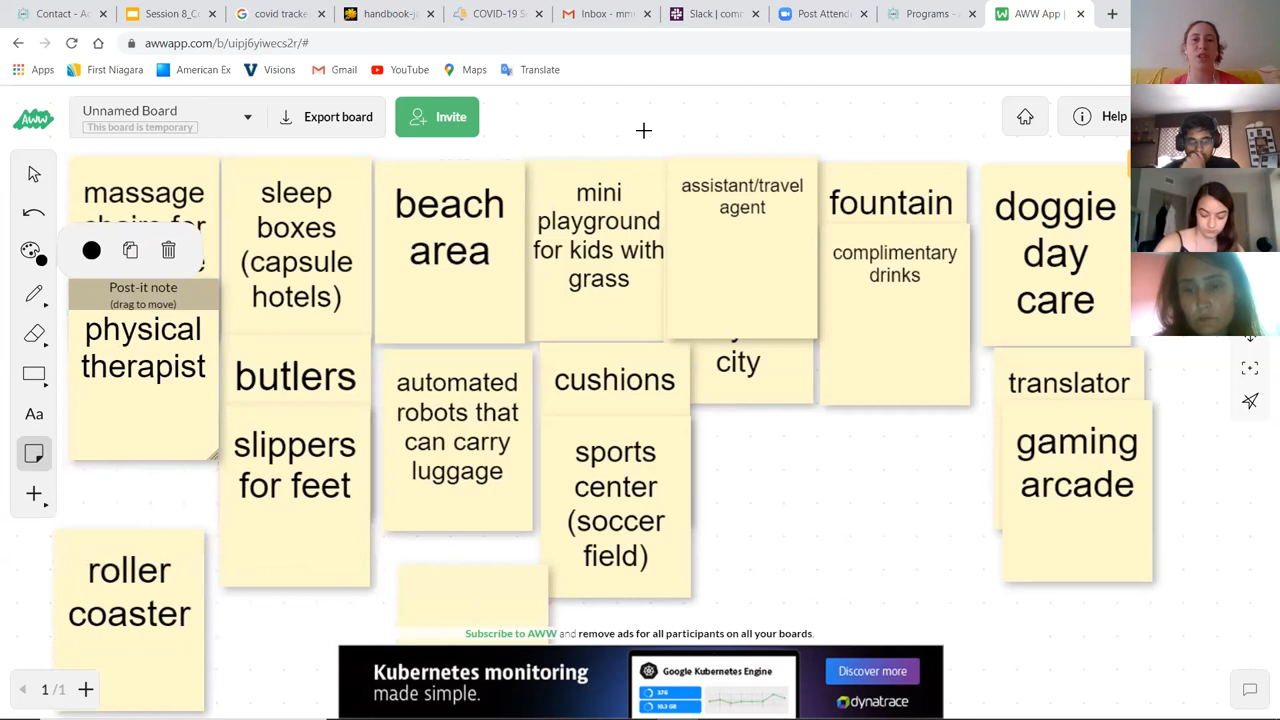 Contact - A
Session 8_C
covid track
handbook-j
COVID-19 S
Inbox - mm
Slack | com
Post Attend
Programs -
AWW App |
awwapp.com/b/uipj6yiwecs2r/#
Apps
First Niagara
American Ex
Visions
Gmail
YouTube
Maps
Translate
AWW
Unnamed Board
This board is temporary
Export board
Invite
Help
massage
sleep
boxes
(capsule
hotels)
beach
area
mini
playground
for kids with
grass
assistant/travel
agent
fountain
complimentary
drinks
doggie
day
care
Post-it note
(drag to move)
physical
therapist
butlers
slippers
for feet
automated
robots that
can carry
luggage
cushions
sports
center
(soccer
field)
city
translator
gaming
arcade
roller
coaster
Aa
Subscribe to AWW and remove ads for all participants on all your boards.
Kubernetes monitoring
made simple.
Google Kubernetes Engine
376
16.3 GB
Discover more
dynatrace
1/1